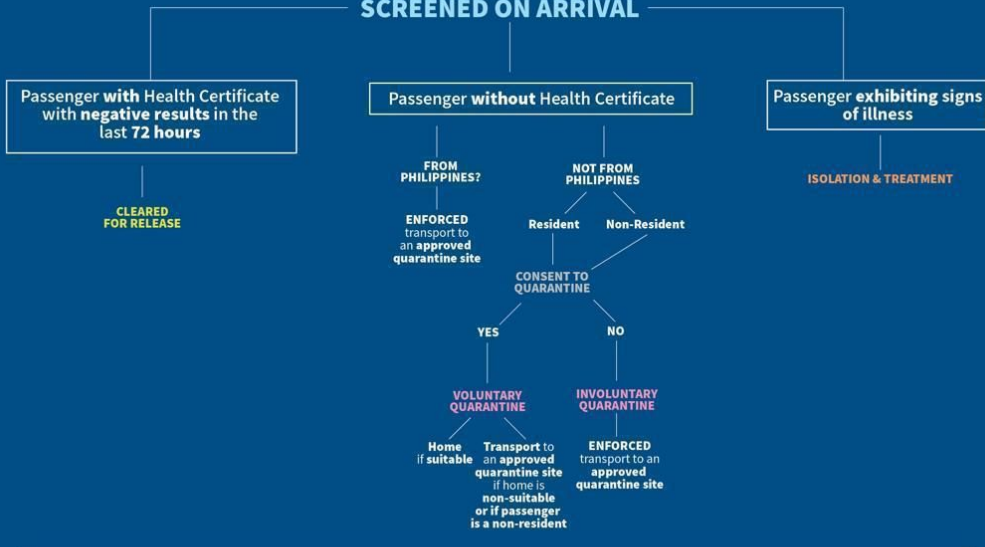 SCREENED ON ARRIVAL
Passenger with Health Certificate
with negative results in the
last 72 hours
CLEARED
FOR RELEASE
Passenger without Health Certificate
FROM
PHILIPPINES?
ENFORCED
transport to
an approved
quarantine site
NOT FROM
PHILIPPINES
Resident
Non-Resident
CONSENT TO
QUARANTINE
YES
VOLUNTARY
QUARANTINE
Home
if suitable
Transport to
an approved
quarantine site
if home is
non-suitable
or if passenger
is a non-resident
NO
INVOLUNTARY
QUARANTINE
ENFORCED
transport to an
approved
quarantine site
Passenger exhibiting signs
of illness
ISOLATION & TREATMENT